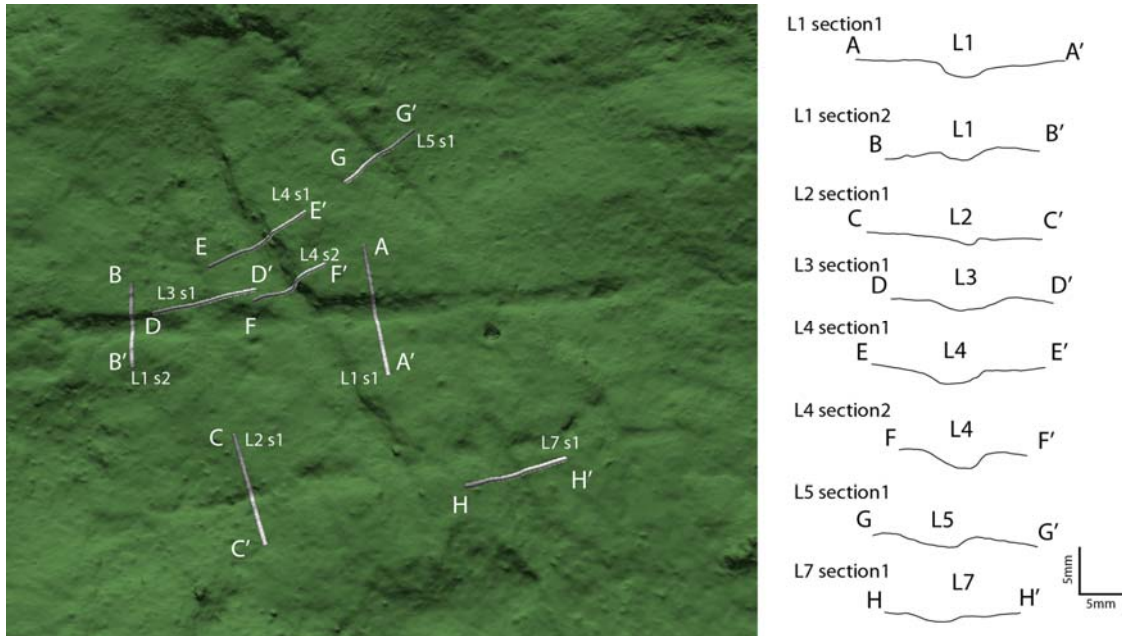 G'
L5 s1
G
L4 s1
E'
E
A
L4 s2
B
D'
F'
L3 s1
D
F
B'
A'
L1 s2
L1 s1
C
L2 s1
L7 s1
H'
H
C'
L1 section1
A
L1
A'
L1 section2
L1
B
B'
L2 section1
C
L2
C'
L3 section1
D
L3
D'
L4 section1
E
L4
E'
L4 section2
F
L4
F'
L5 section1
G
L5
G'
L7 section1
H
L7
H'
5mm
5mm